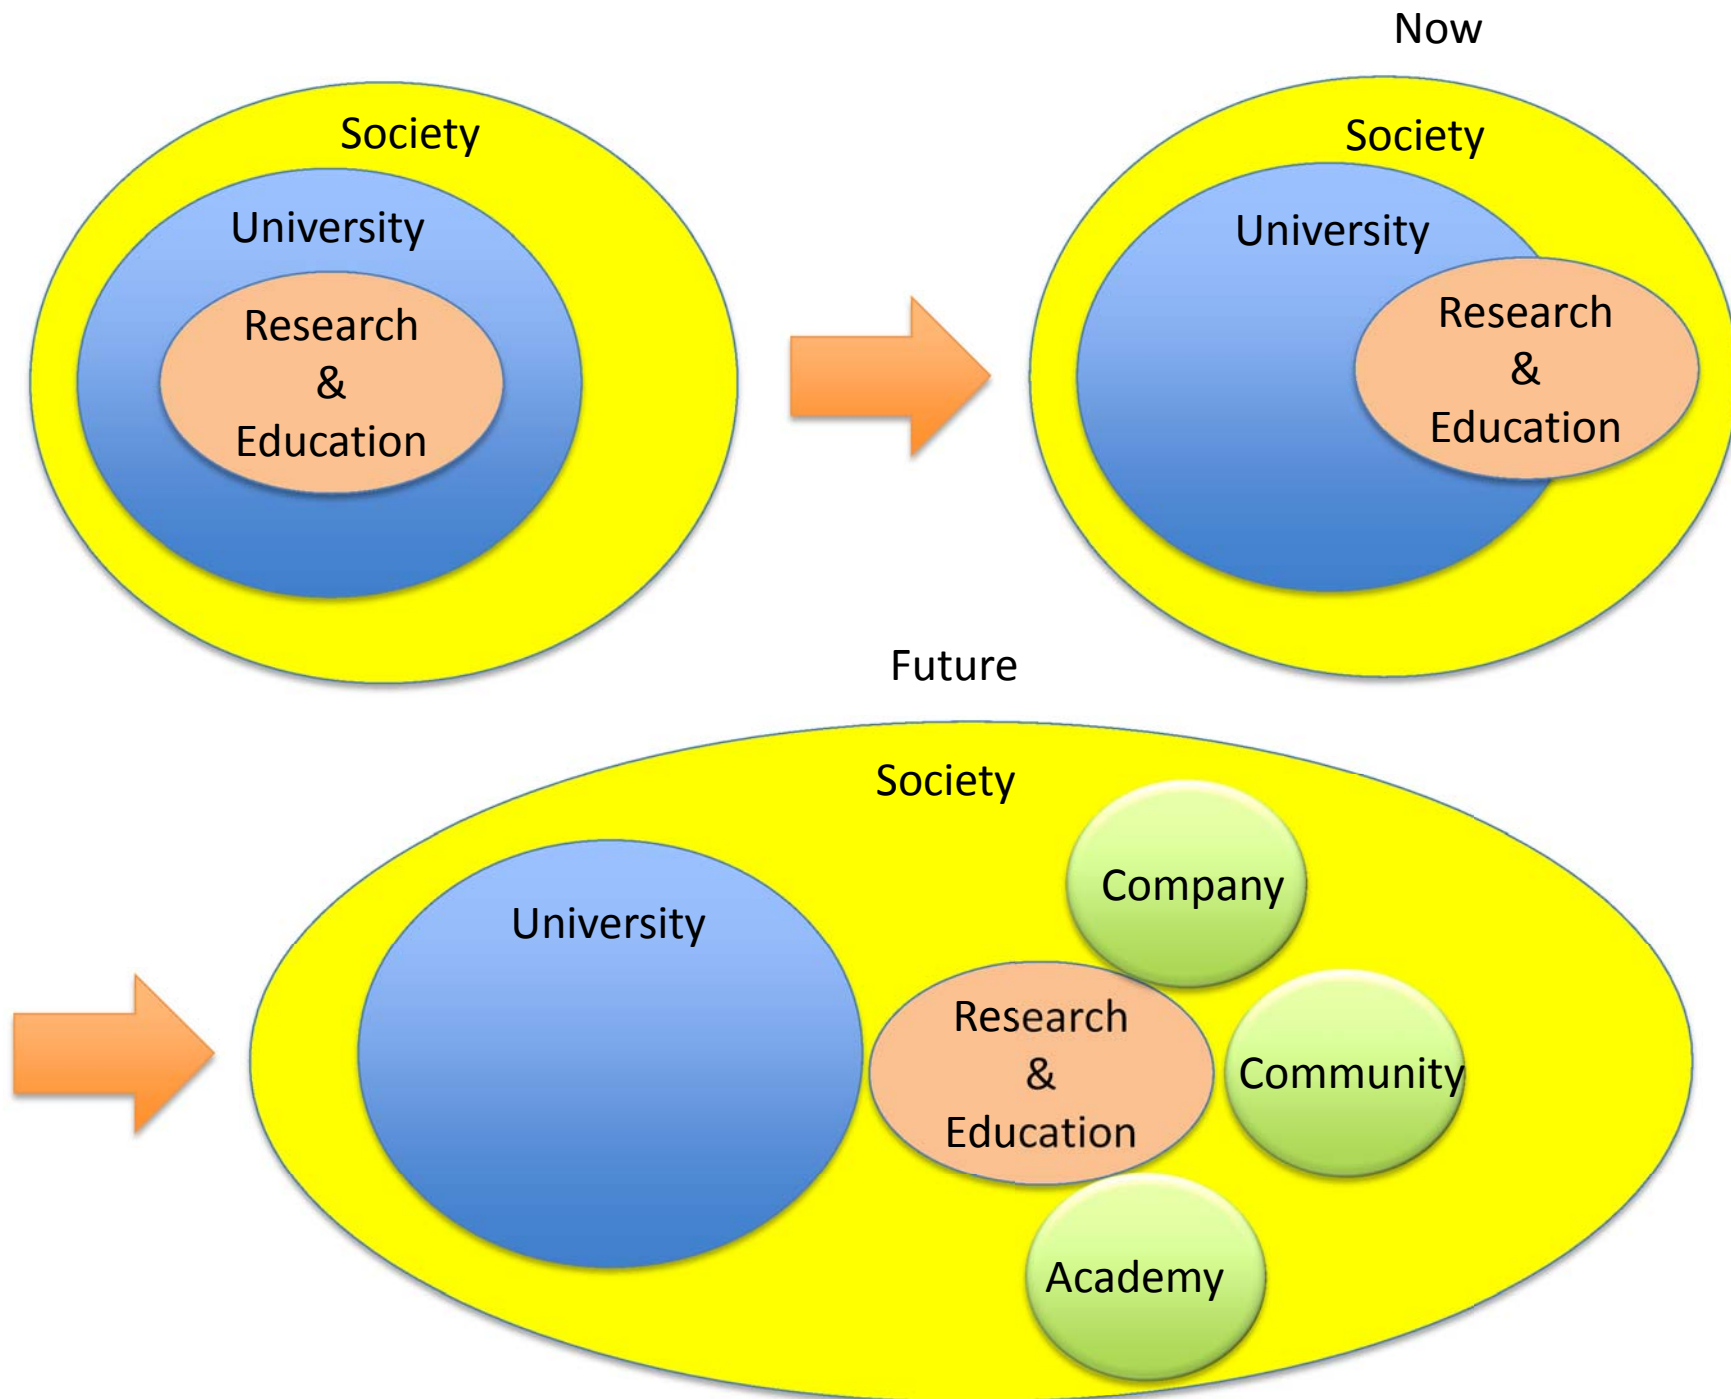 Society
University
Research
&
Education
Now
Society
University
Research
&
Education
Future
Society
University
Company
Research
&
Education
Community
Academy